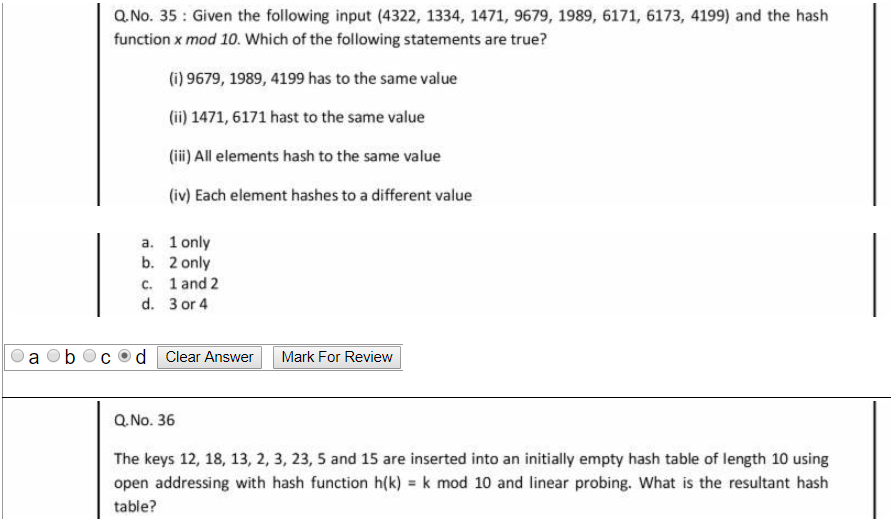 Q.No. 35 : Given the following input (4322, 1334, 1471, 9679, 1989, 6171, 6173, 4199) and the hash
function x mod 10. Which of the following statements are true?
(i) 9679, 1989, 4199 has to the same value
(ii) 1471, 6171 hast to the same value
(iii) All elements hash to the same value
(iv) Each element hashes to a different value
a. 1 only
b. 2 only
c. 1 and 2
d. 3 or 4
a b c d Clear Answer Mark For Review
Q.No. 36
The keys 12, 18, 13, 2, 3, 23, 5 and 15 are inserted into an initially empty hash table of length 10 using
open addressing with hash function h(k) = k mod 10 and linear probing. What is the resultant hash
table?